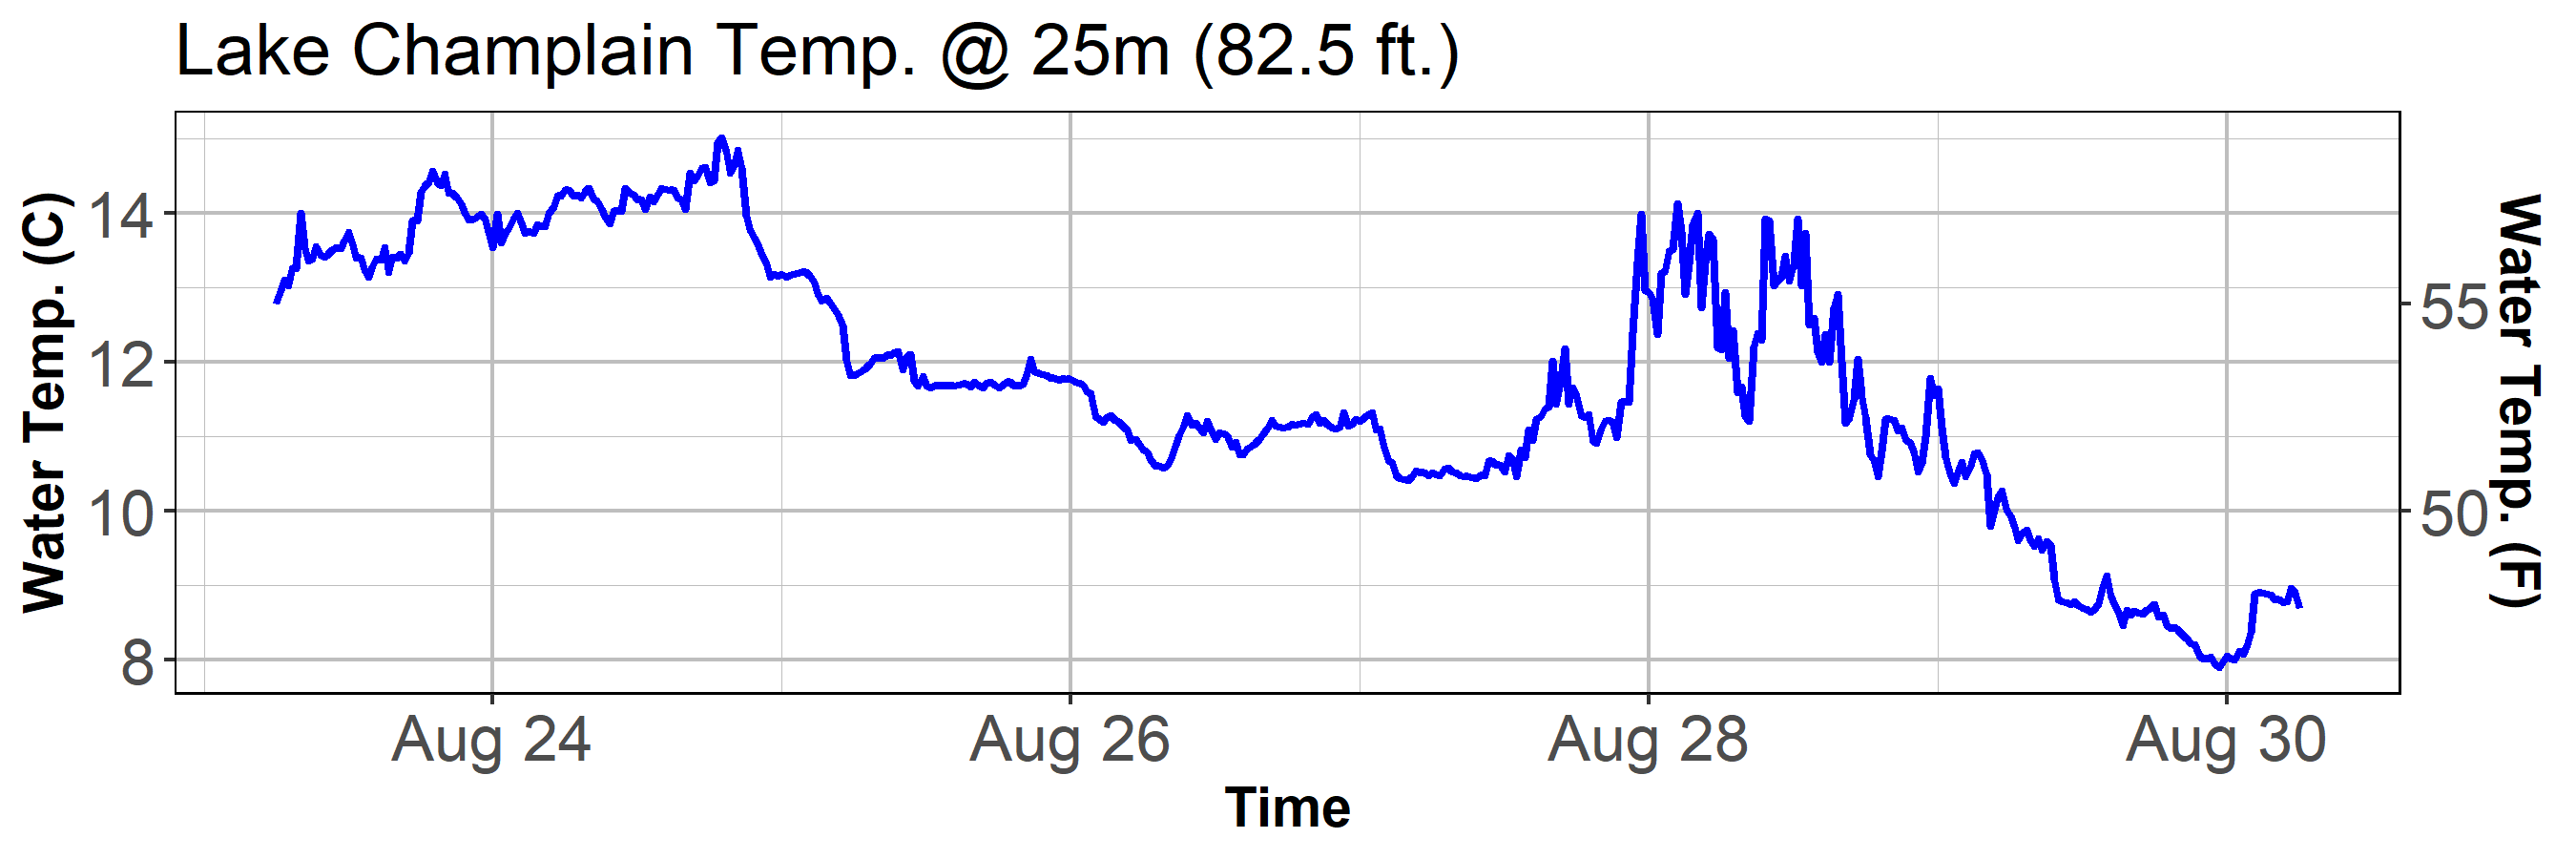 Lake Champlain Temp. @ 25m (82.5 ft.)
Water Temp. (C)
14
12
10
8
55
50
Water Temp. (F)
Aug 24
Aug 26
Aug 28
Aug 30
Time